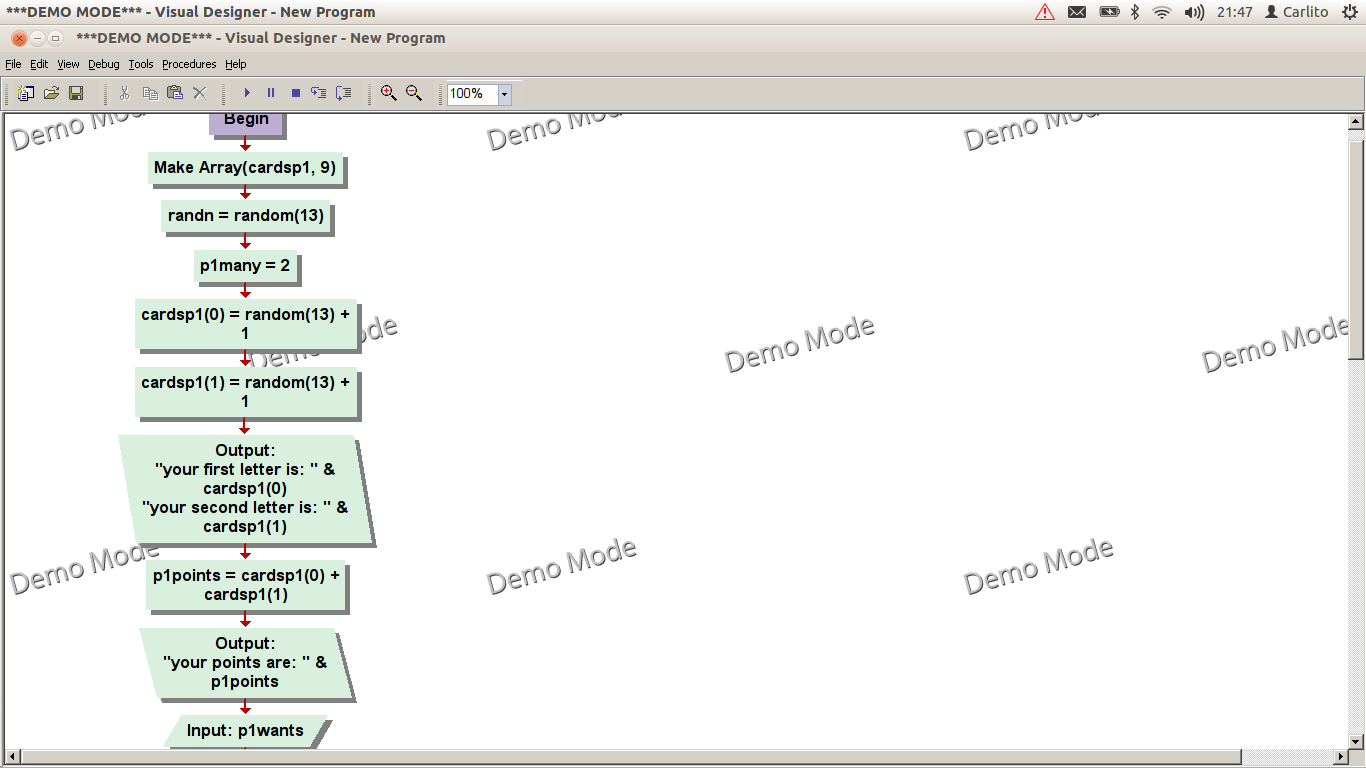 ***DEMO MODE*** - Visual Designer - New Program
21:47 Carlito
***DEMO MODE*** - Visual Designer - New Program
File Edit View Debug Tools Procedures Help
100%
Demo Mode Demo Mode Demo Mode
Begin
Make Array(cardsp1, 9)
randn = random(13)
p1many = 2
cardsp1(0) = random(13) +
1
Demo Mode Demo Mode Demo Mode
cardsp1(1) = random(13) +
1
Output:
"your first letter is: " &
cardsp1(0)
"your second letter is: " &
cardsp1(1)
Demo Mode Demo Mode Demo Mode
p1points = cardsp1(0) +
cardsp1(1)
Output:
"your points are: " &
p1points
Input: p1wants